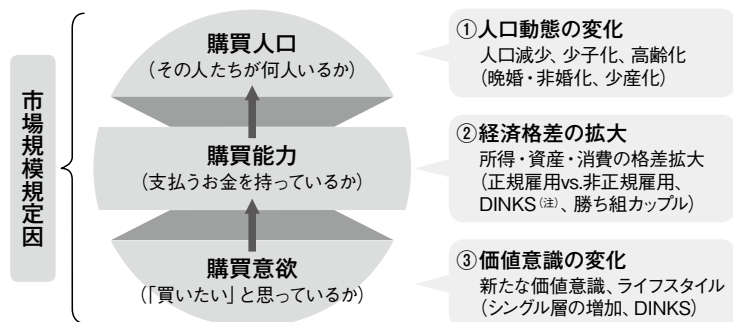 市場規模規定因
購買人口
（その人たちが何人いるか）
購買能力
（支払うお金を持っているか）
購買意欲
（「買いたい」と思っているか）
①人口動態の変化
人口減少、少子化、高齢化
（晩婚・非婚化、少産化）
②経済格差の拡大
所得・資産・消費の格差拡大
（正規雇用vs.非正規雇用、
DINKS（注）、勝ち組カップル）
③価値意識の変化
新たな価値意識、ライフスタイル
（シングル層の増加、DINKS）